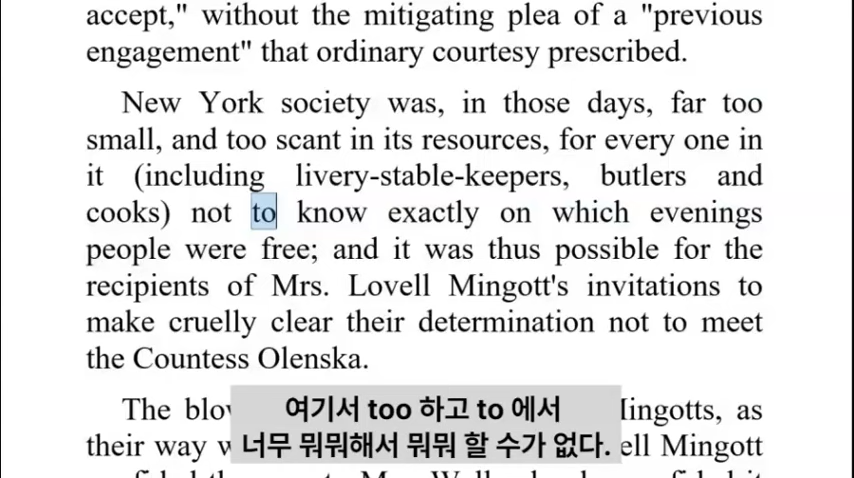 accept," without the mitigating plea of a "previous
engagement" that ordinary courtesy prescribed.
New York society was, in those days, far too
small, and too scant in its resources, for every one in
it (including livery-stable-keepers, butlers and
cooks) not to know exactly on which evenings
people were free; and it was thus possible for the
recipients of Mrs. Lovell Mingott's invitations to
make cruelly clear their determination not to meet
the Countess Olenska.
The Mingotts, as
their way ell Mingott
여기서 too 하고 to 에서
너무 뭐뭐해서 뭐뭐 할 수가 없다.